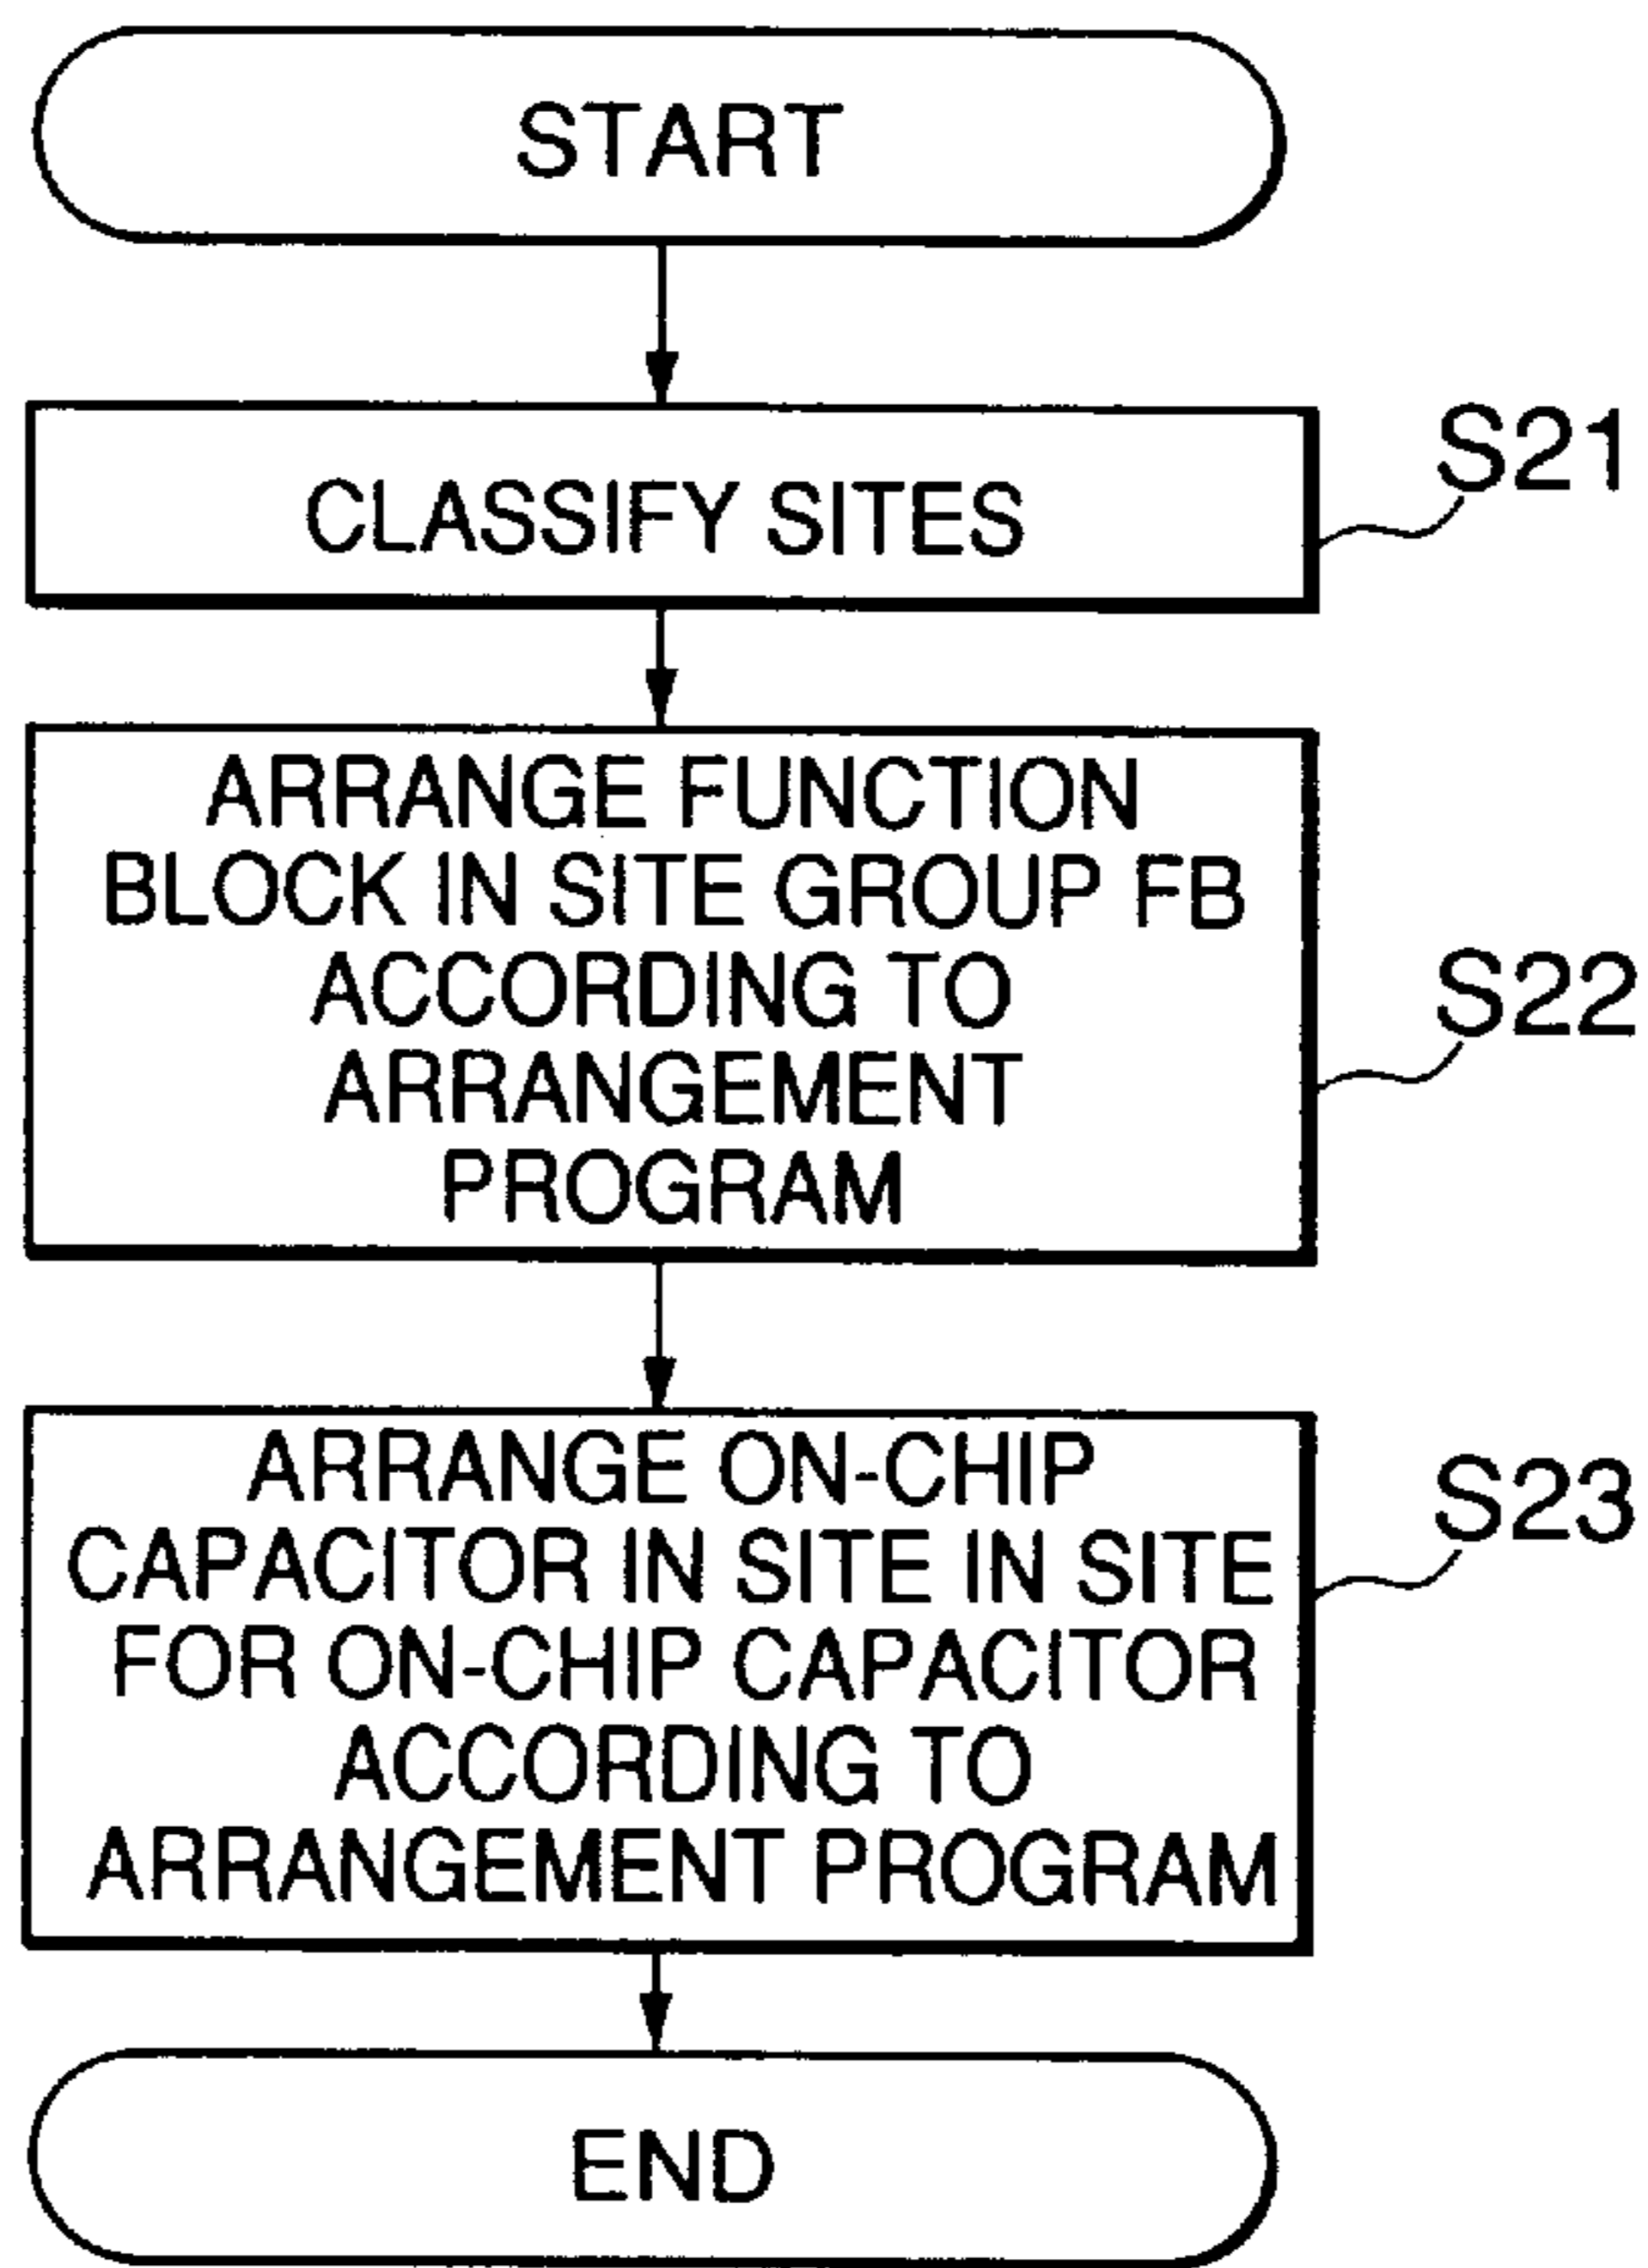 START
CLASSIFY SITES
S21
ARRANGE FUNCTION
BLOCK IN SITE GROUP FB
ACCORDING TO
ARRANGEMENT
PROGRAM
S22
ARRANGE ON-CHIP
CAPACITOR IN SITE IN SITE
FOR ON-CHIP CAPACITOR
ACCORDING TO
ARRANGEMENT PROGRAM
S23
END